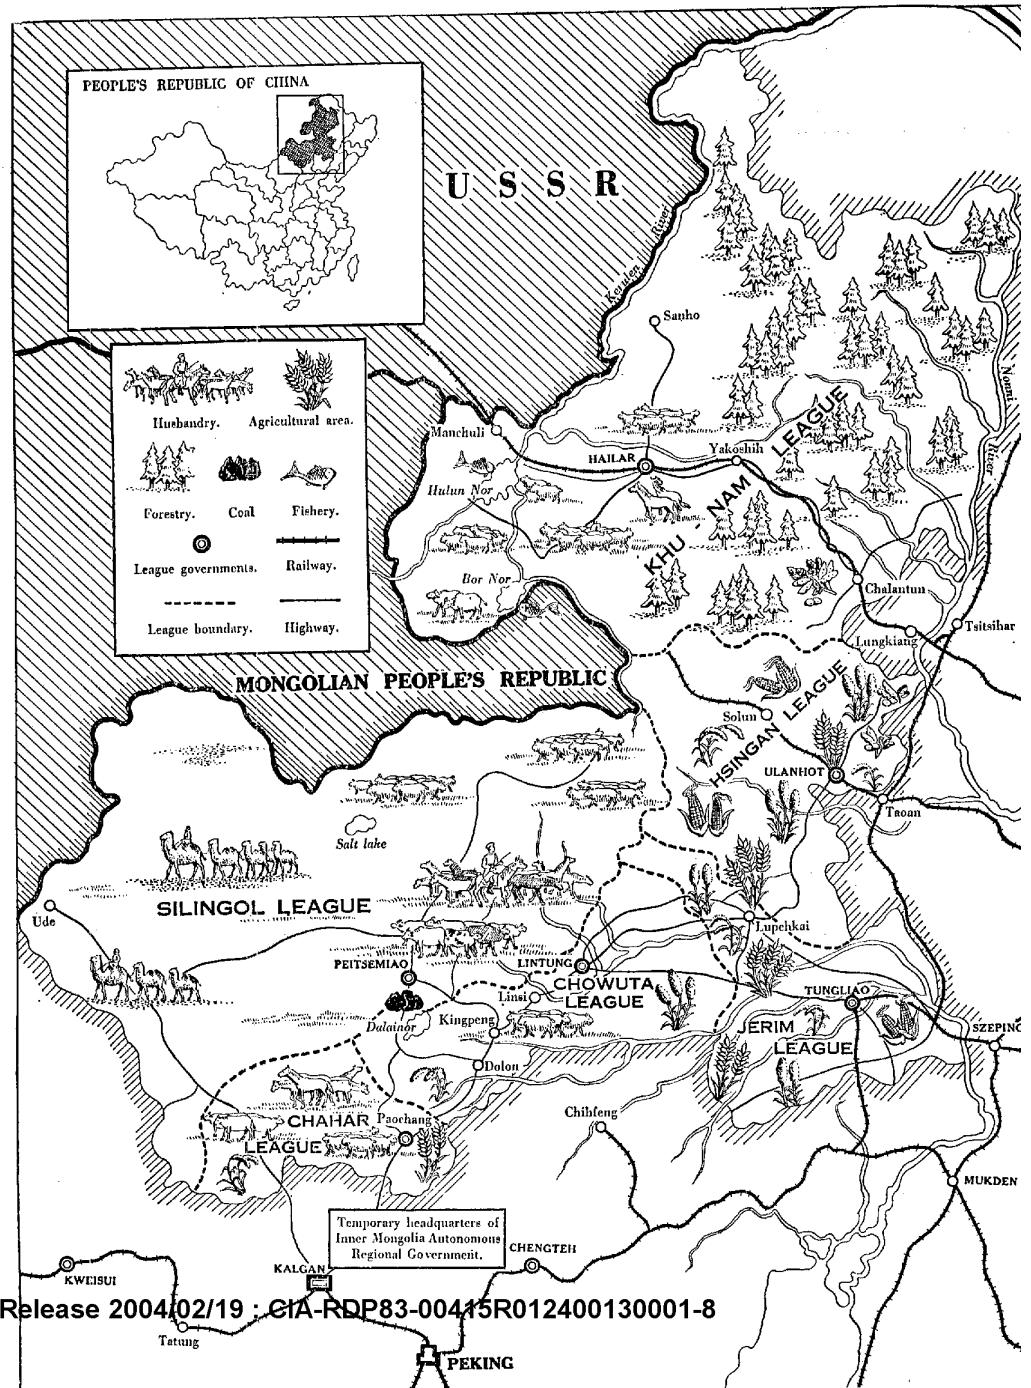 PEOPLE'S REPUBLIC OF CHINA
USSR
Husbandry.
Agricultural area.
Forestry.
Coal
Fishery.
League governments.
Railway.
League boundary.
Highway.
River
Sanho
Manchuli
HAILAR
Yakoshih
Hulun Nor
Bor Nor
KHU - NAM LEAGUE
Nonni River
Chalantun
Lungkiang
Tsitsihar
MONGOLIAN PEOPLE'S REPUBLIC
Solun
HSINGAN LEAGUE
ULANHOT
Taoan
Salt lake
SILINGOL LEAGUE
Ude
PEITSEMIAO
LINTUNG
Lupehkai
CHOWUTA
LEAGUE
Linsi
TUNGLIAO
Dalainor
Kingpeng
JERIM
LEAGUE
SZEPING
Dolon
CHAHAR
LEAGUE
Paochang
Chihfeng
MUKDEN
Temporary headquarters of
Inner Mongolia Autonomous
Regional Government.
KALGAN
CHENGTEH
KWEISUI
Release 2004/02/19 : CIA-RDP83-00415R012400130001-8
Tatung
PEKING